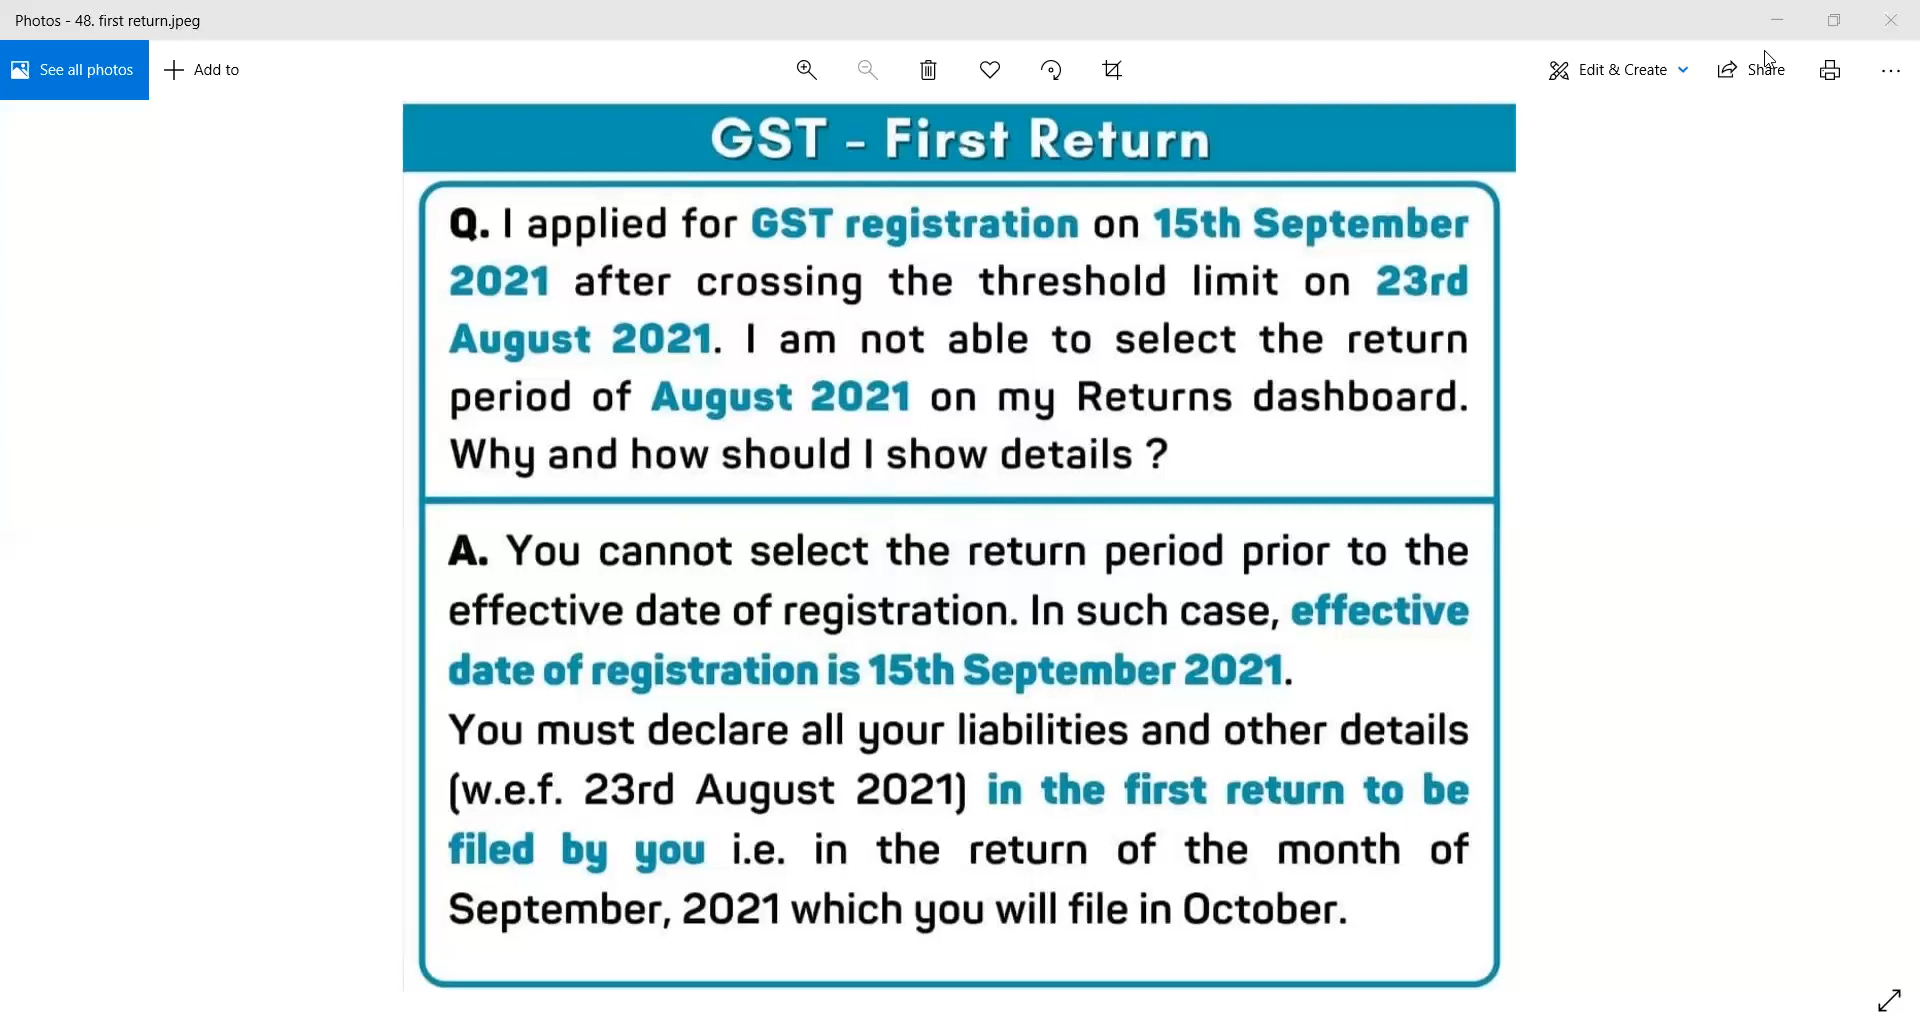 Photos - 48. first return.jpeg
See all photos
Add to
Edit & Create
Share
GST - First Return
Q. I applied for GST registration on 15th September
2021 after crossing the threshold limit on 23rd
August 2021. I am not able to select the return
period of August 2021 on my Returns dashboard.
Why and how should I show details ?
A. You cannot select the return period prior to the
effective date of registration. In such case, effective
date of registration is 15th September 2021.
You must declare all your liabilities and other details
(w.e.f. 23rd August 2021) in the first return to be
filed by you i.e. in the return of the month of
September, 2021 which you will file in October.